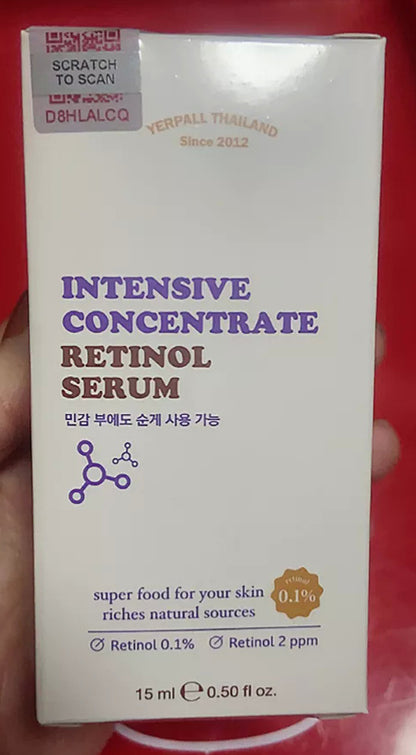 SCRATCH
TO SCAN
D8HLALCQ
YERPALL THAILAND
Since 2012
INTENSIVE
CONCENTRATE
RETINOL
SERUM
민감 부에도 순게 사용 가능
super food for your skin
riches natural sources
retinol
0.1%
Retinol 0.1% Retinol 2 ppm
15 ml ℮ 0.50 fl oz.